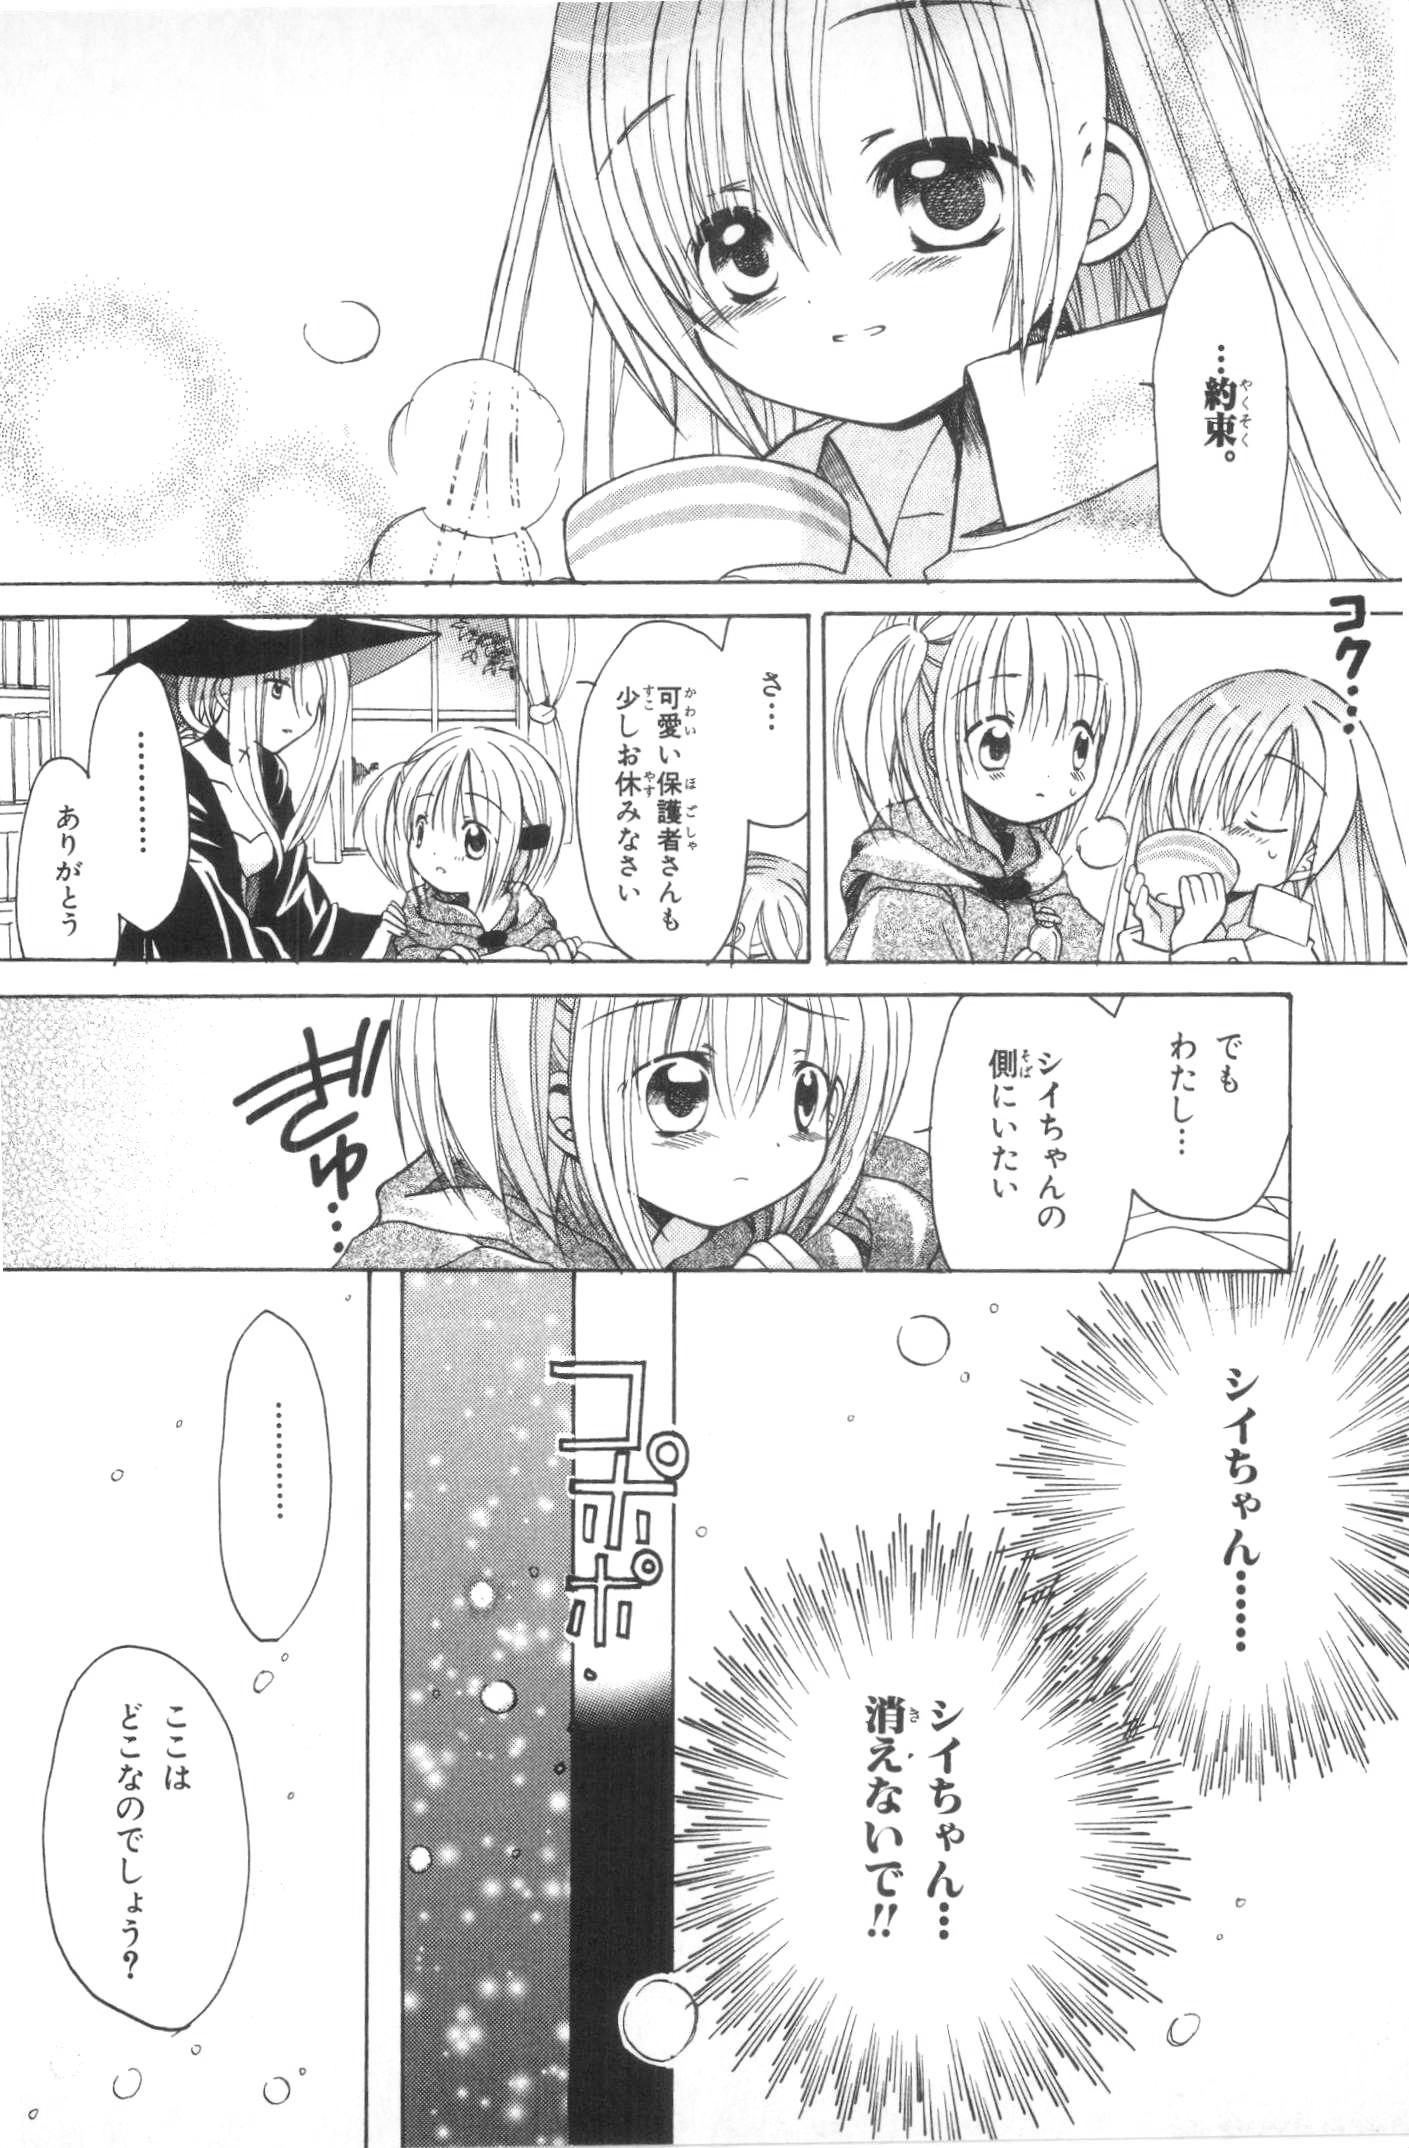 …約束。
コク…
さ…
可愛い保護者さんも
少しお休みなさい
…………
ありがとう
でも
わたし…
シイちゃんの
側にいたい
ぎゅ…
シイちゃん………
シイちゃん…
消えないで!!
コポポ
…………
ここは
どこなのでしょう?